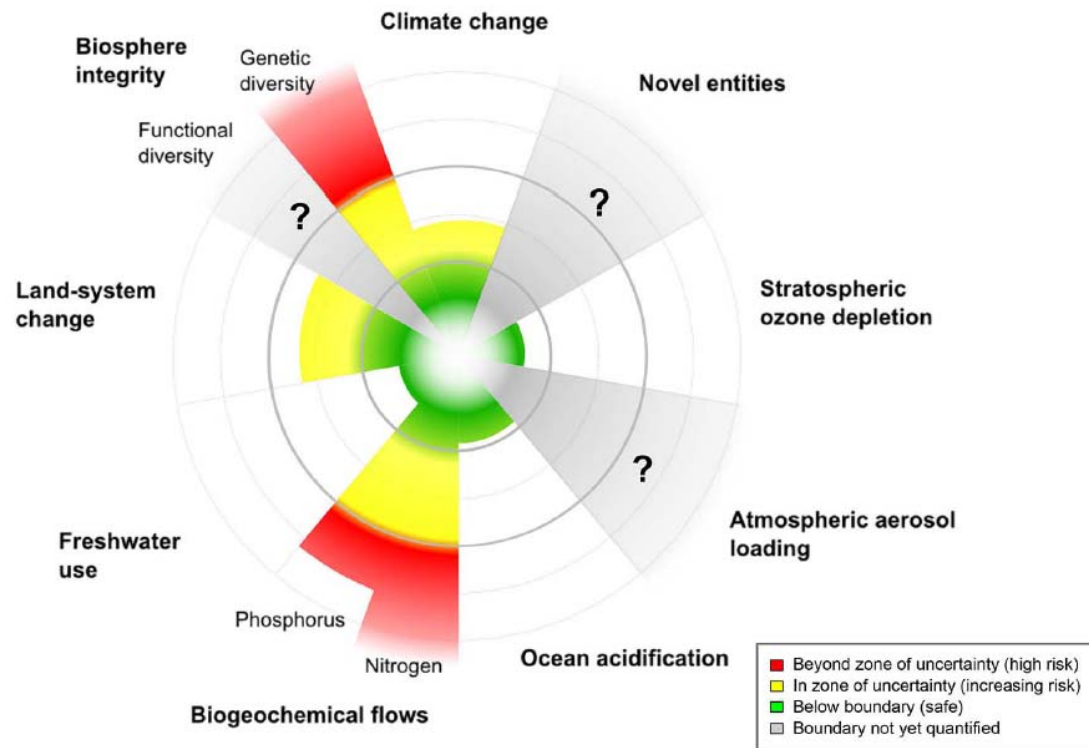 Climate change
Biosphere
integrity
Genetic
diversity
Novel entities
Functional
diversity
?
?
Land-system
change
Stratospheric
ozone depletion
?
Freshwater
use
Atmospheric aerosol
loading
Phosphorus
Nitrogen
Ocean acidification
Biogeochemical flows
Beyond zone of uncertainty (high risk)
In zone of uncertainty (increasing risk)
Below boundary (safe)
Boundary not yet quantified